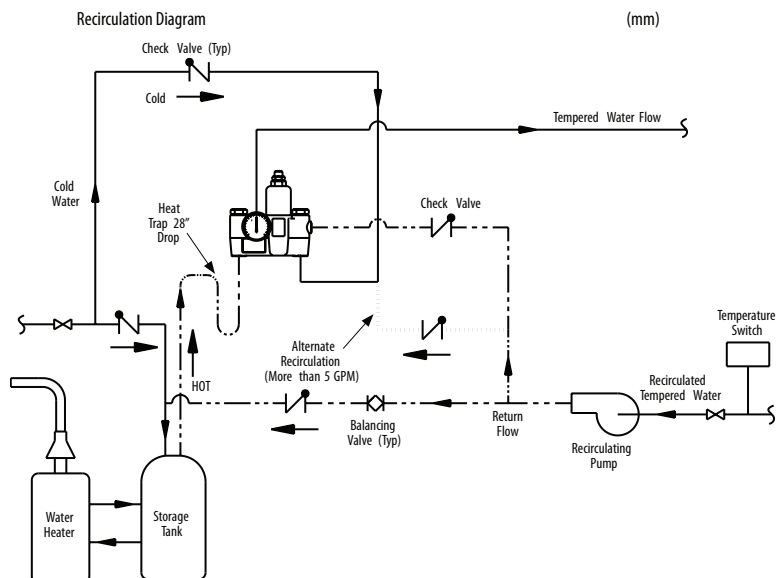 Recirculation Diagram
(mm)
Check Valve (Typ)
Cold
Tempered Water Flow
Cold
Water
Heat
Trap 28"
Drop
Check Valve
Temperature
Switch
Alternate
Recirculation
(More than 5 GPM)
HOT
Recirculated
Tempered Water
Balancing
Valve (Typ)
Return
Flow
Recirculating
Pump
Water
Heater
Storage
Tank